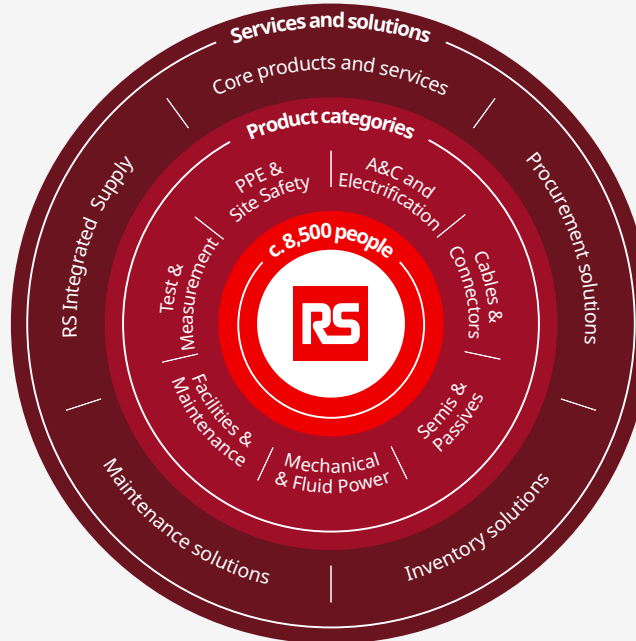 Services and solutions
Core products and services
Procurement solutions
Inventory solutions
Maintenance solutions
RS Integrated Supply
Product categories
A&C and
Electrification
Cables &
Connectors
Semis &
Passives
Mechanical
& Fluid Power
Facilities &
Maintenance
Test &
Measurement
PPE &
Site Safety
c. 8,500 people
RS